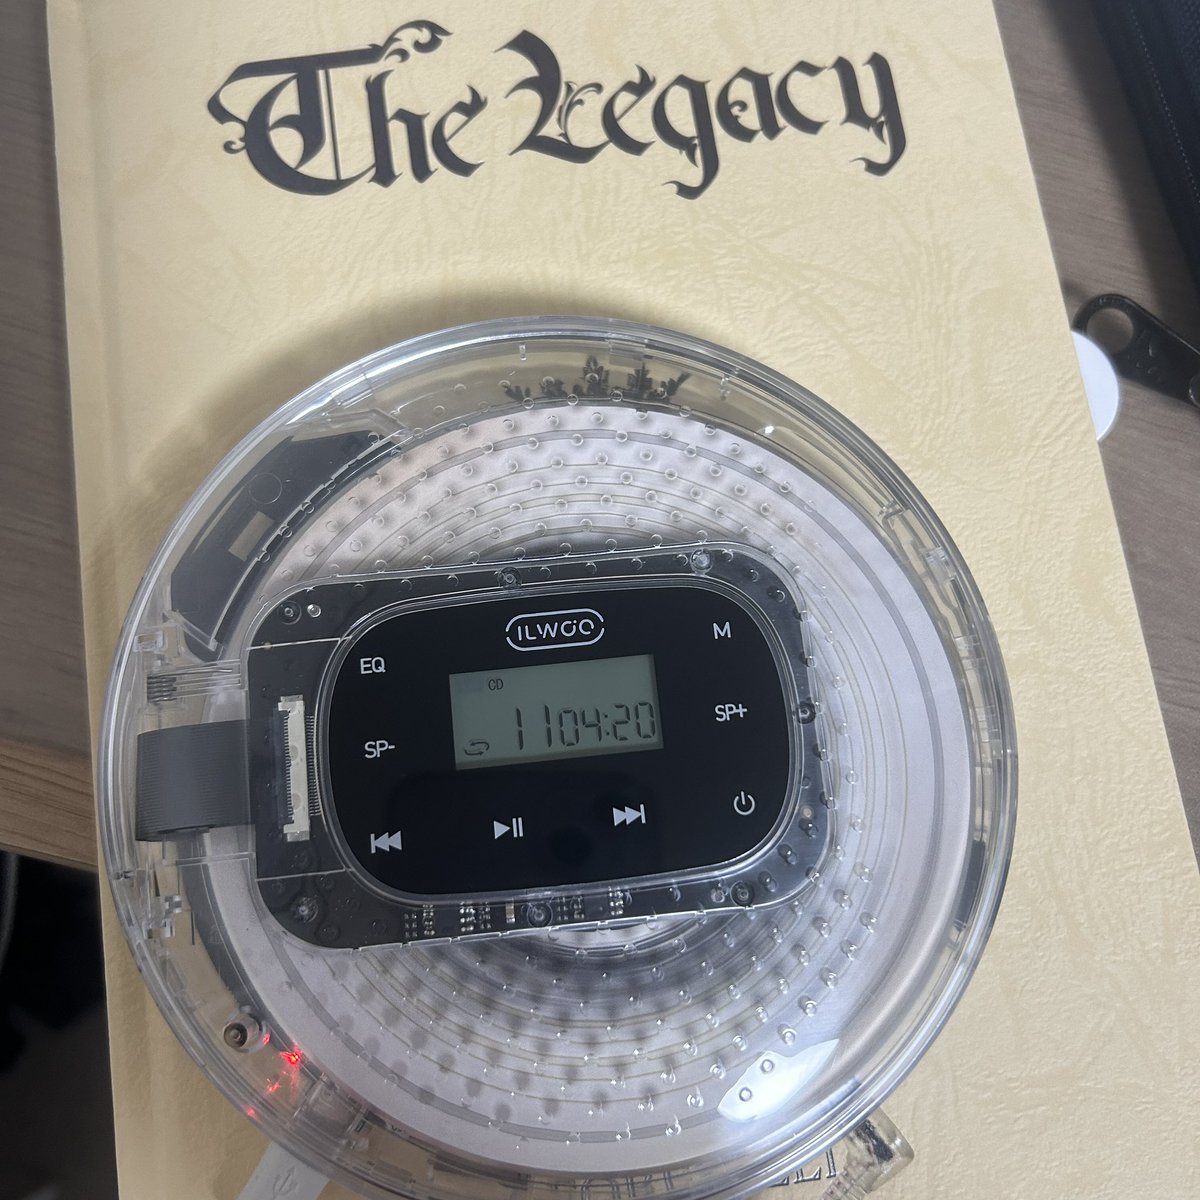 The Legacy
ILWOO
M
EQ
CD
1104:20
SP+
SP-